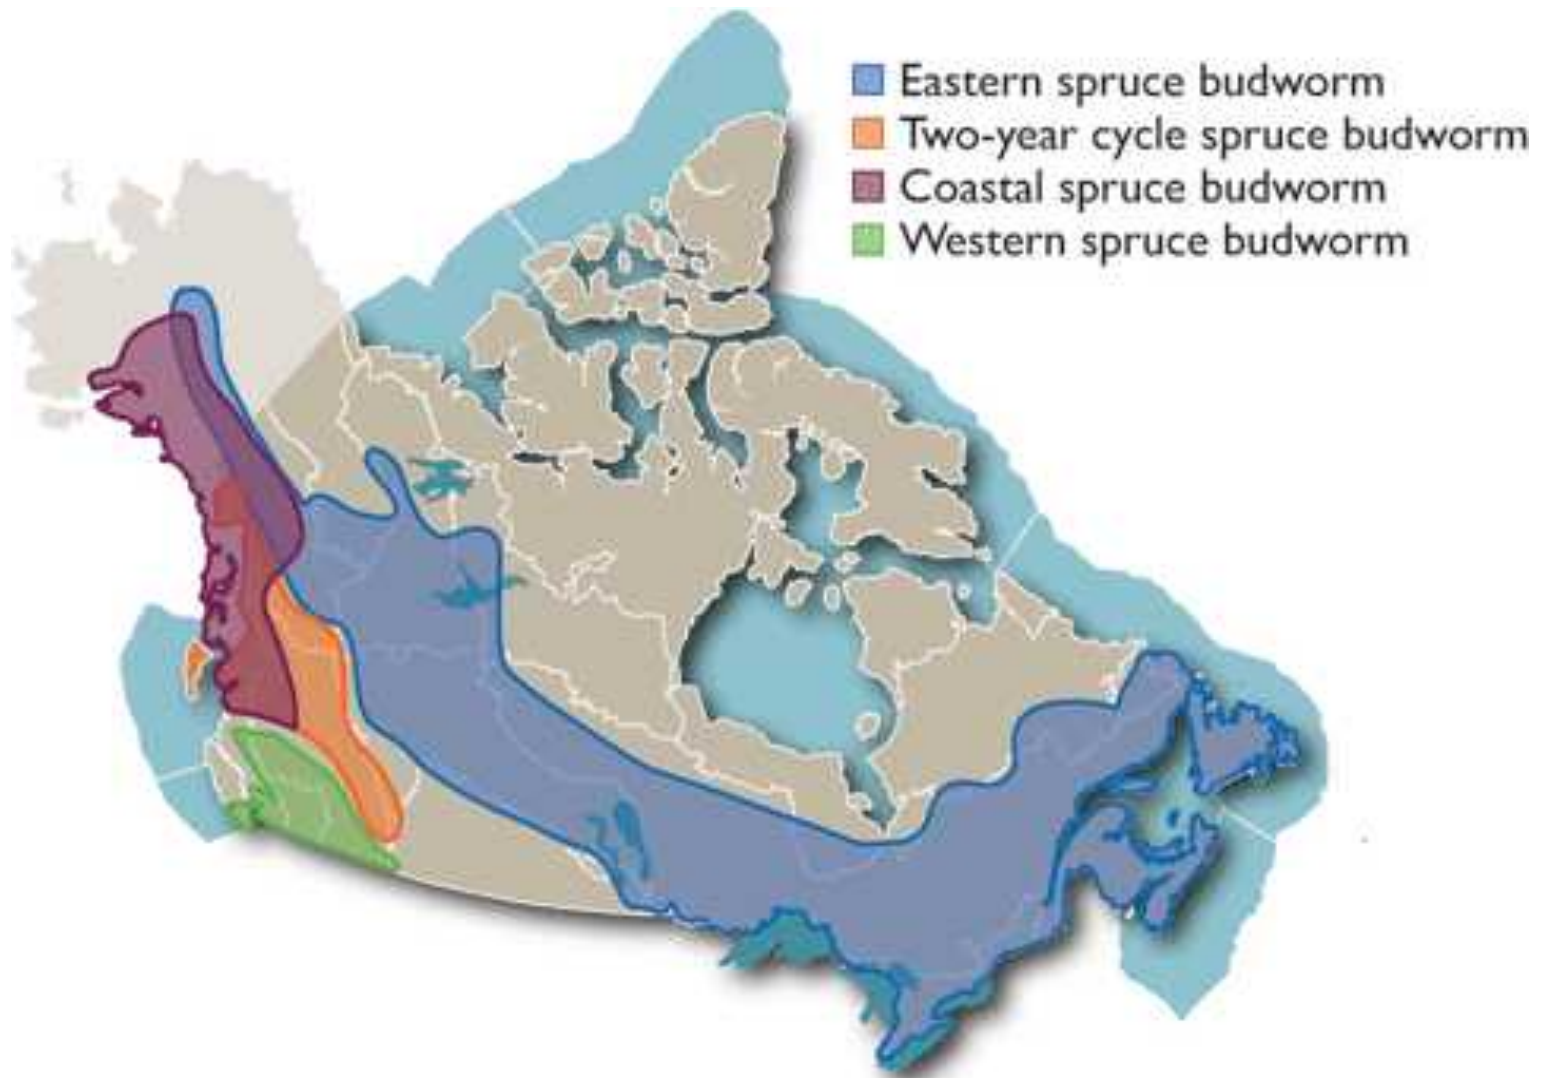 Eastern spruce budworm
Two-year cycle spruce budworm
Coastal spruce budworm
Western spruce budworm